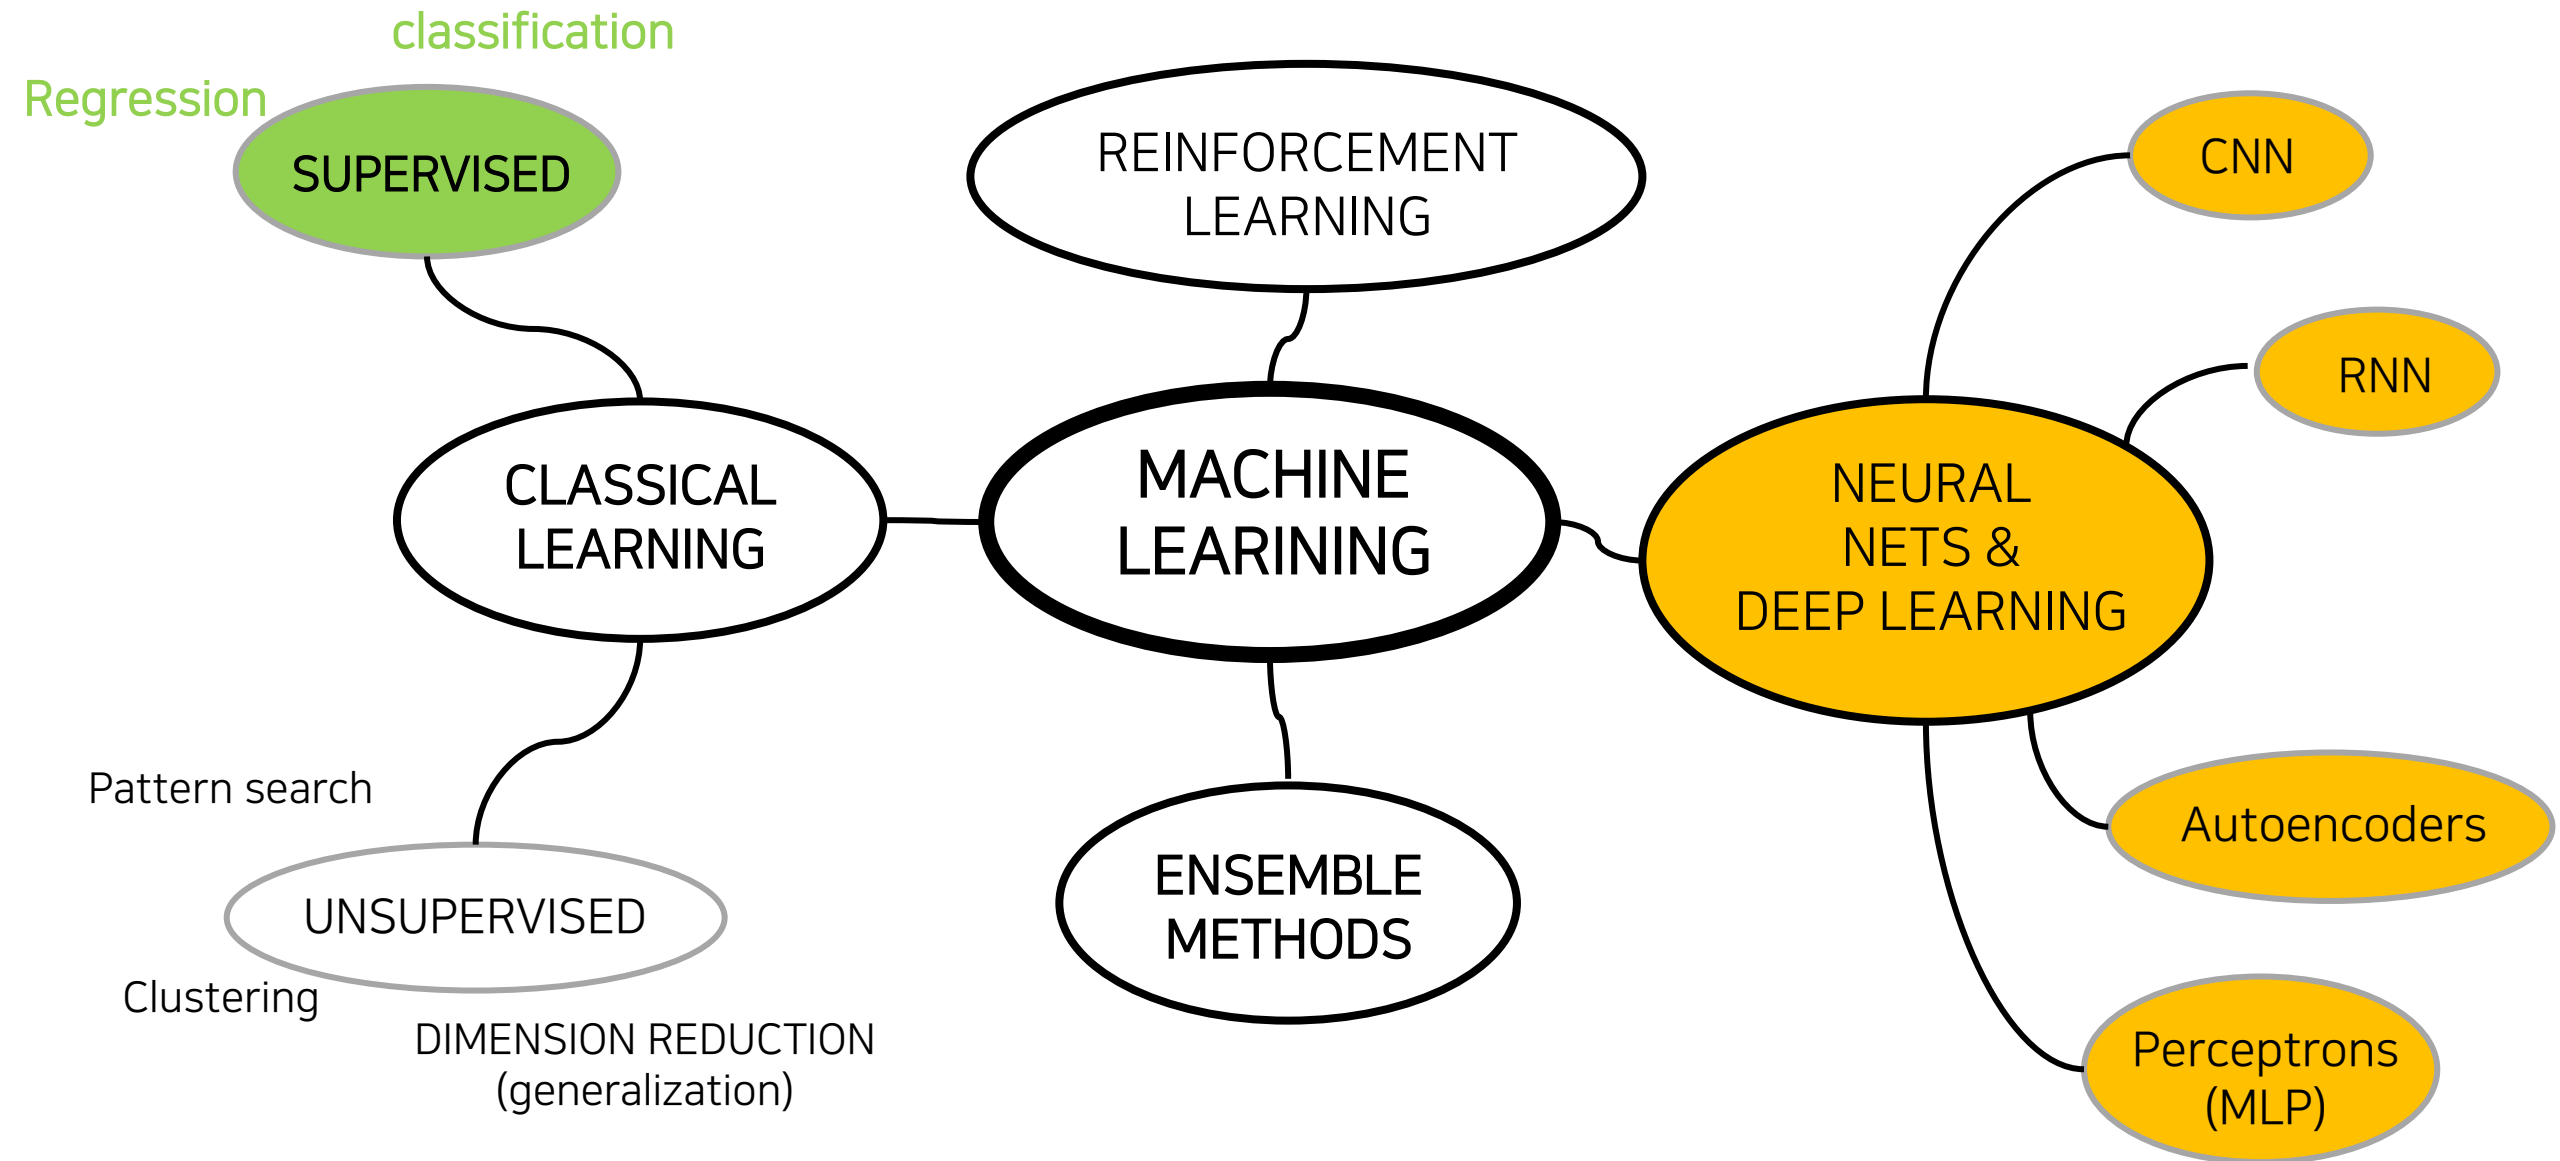 classification
Regression
SUPERVISED
REINFORCEMENT
LEARNING
CNN
RNN
CLASSICAL
LEARNING
MACHINE
LEARINING
NEURAL
NETS &
DEEP LEARNING
Pattern search
UNSUPERVISED
Clustering
DIMENSION REDUCTION
(generalization)
ENSEMBLE
METHODS
Autoencoders
Perceptrons
(MLP)